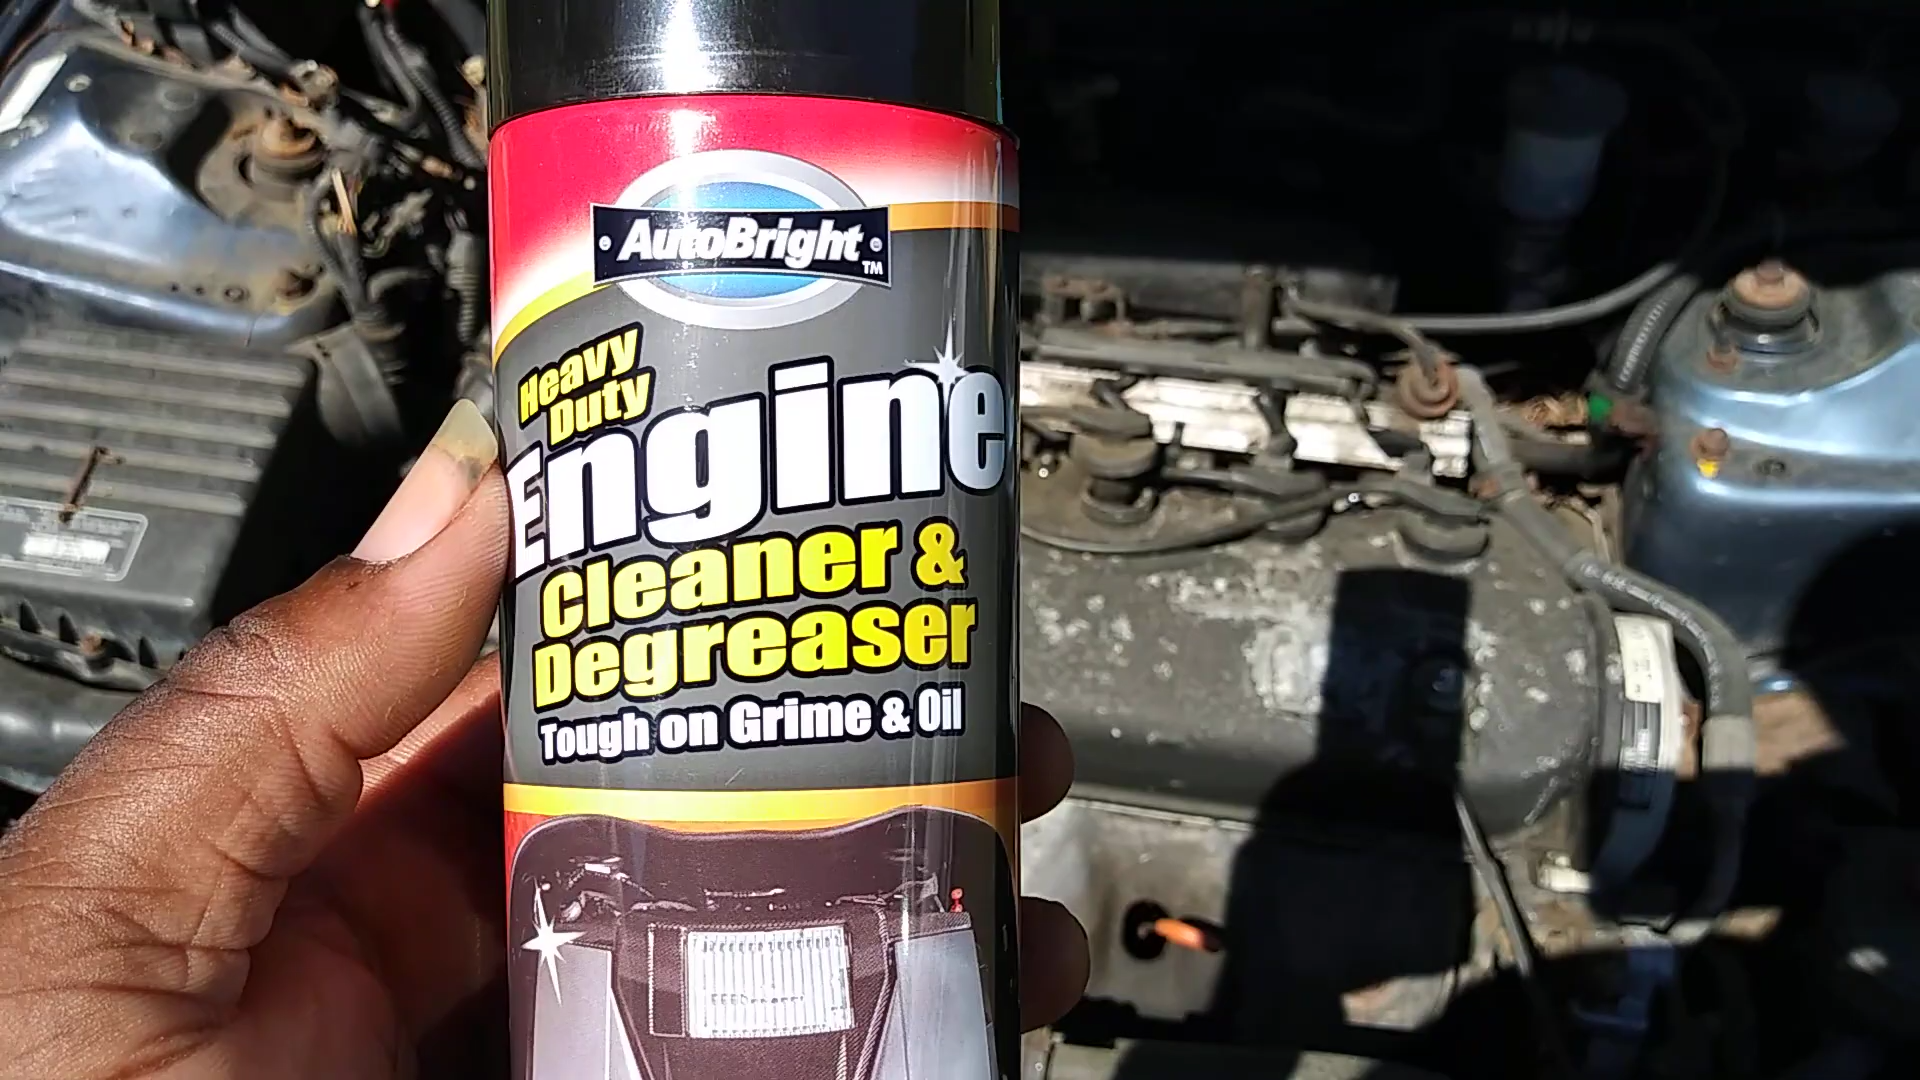 AutoBright
TM
Heavy
Duty
Engine
Cleaner &
Degreaser
Tough on Grime & Oil